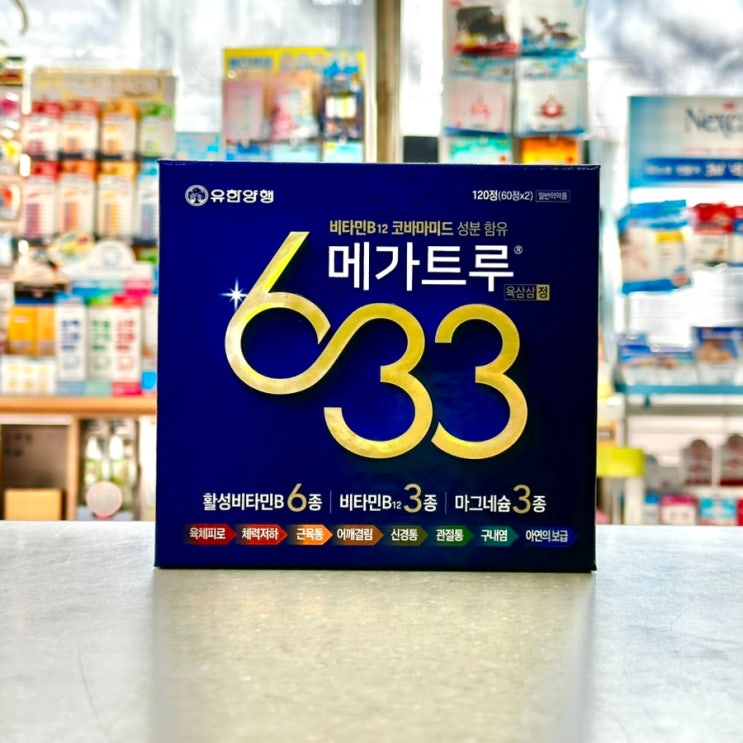 유한양행
120정(60정x2) 일반의약품
비타민B12 코바마미드 성분 함유
메가트루®
육삼삼정
633
활성비타민B 6종 비타민B12 3종 마그네슘 3종
육체피로 체력저하 근육통 어깨결림 신경통 관절통 구내염 아연의 보급
Nexc